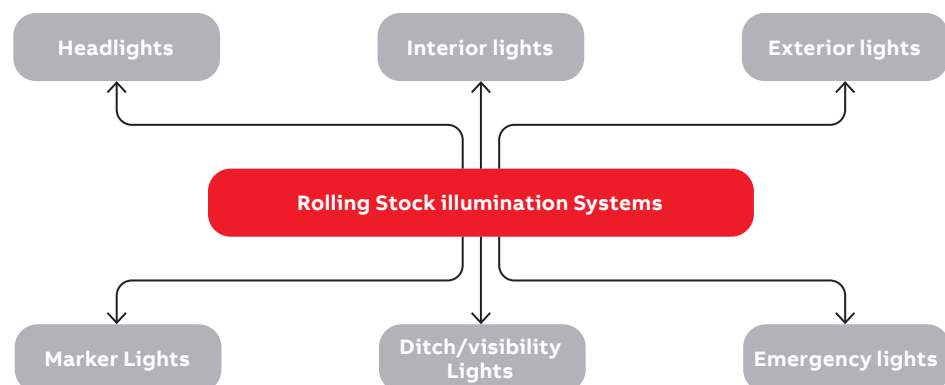 Headlights
Interior lights
Exterior lights
Rolling Stock illumination Systems
Marker Lights
Ditch/visibility
Lights
Emergency lights